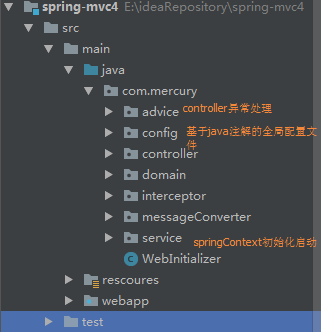 spring-mvc4 E:\ideaRepository\spring-mvc4
src
main
java
com.mercury
advice controller异常处理
config 基于java注解的全局配置文件
controller
domain
interceptor
messageConverter
service springContext初始化启动
WebInitializer
rescoures
webapp
test